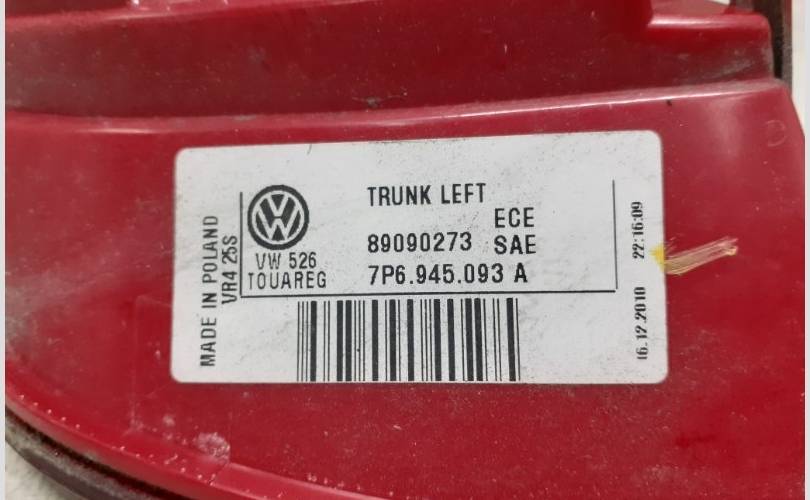 MADE IN POLAND
VR4 25S
VW 526
TOUAREG
TRUNK LEFT
ECE
89090273 SAE
7P6.945.093 A
16.12.2010 22:16:09